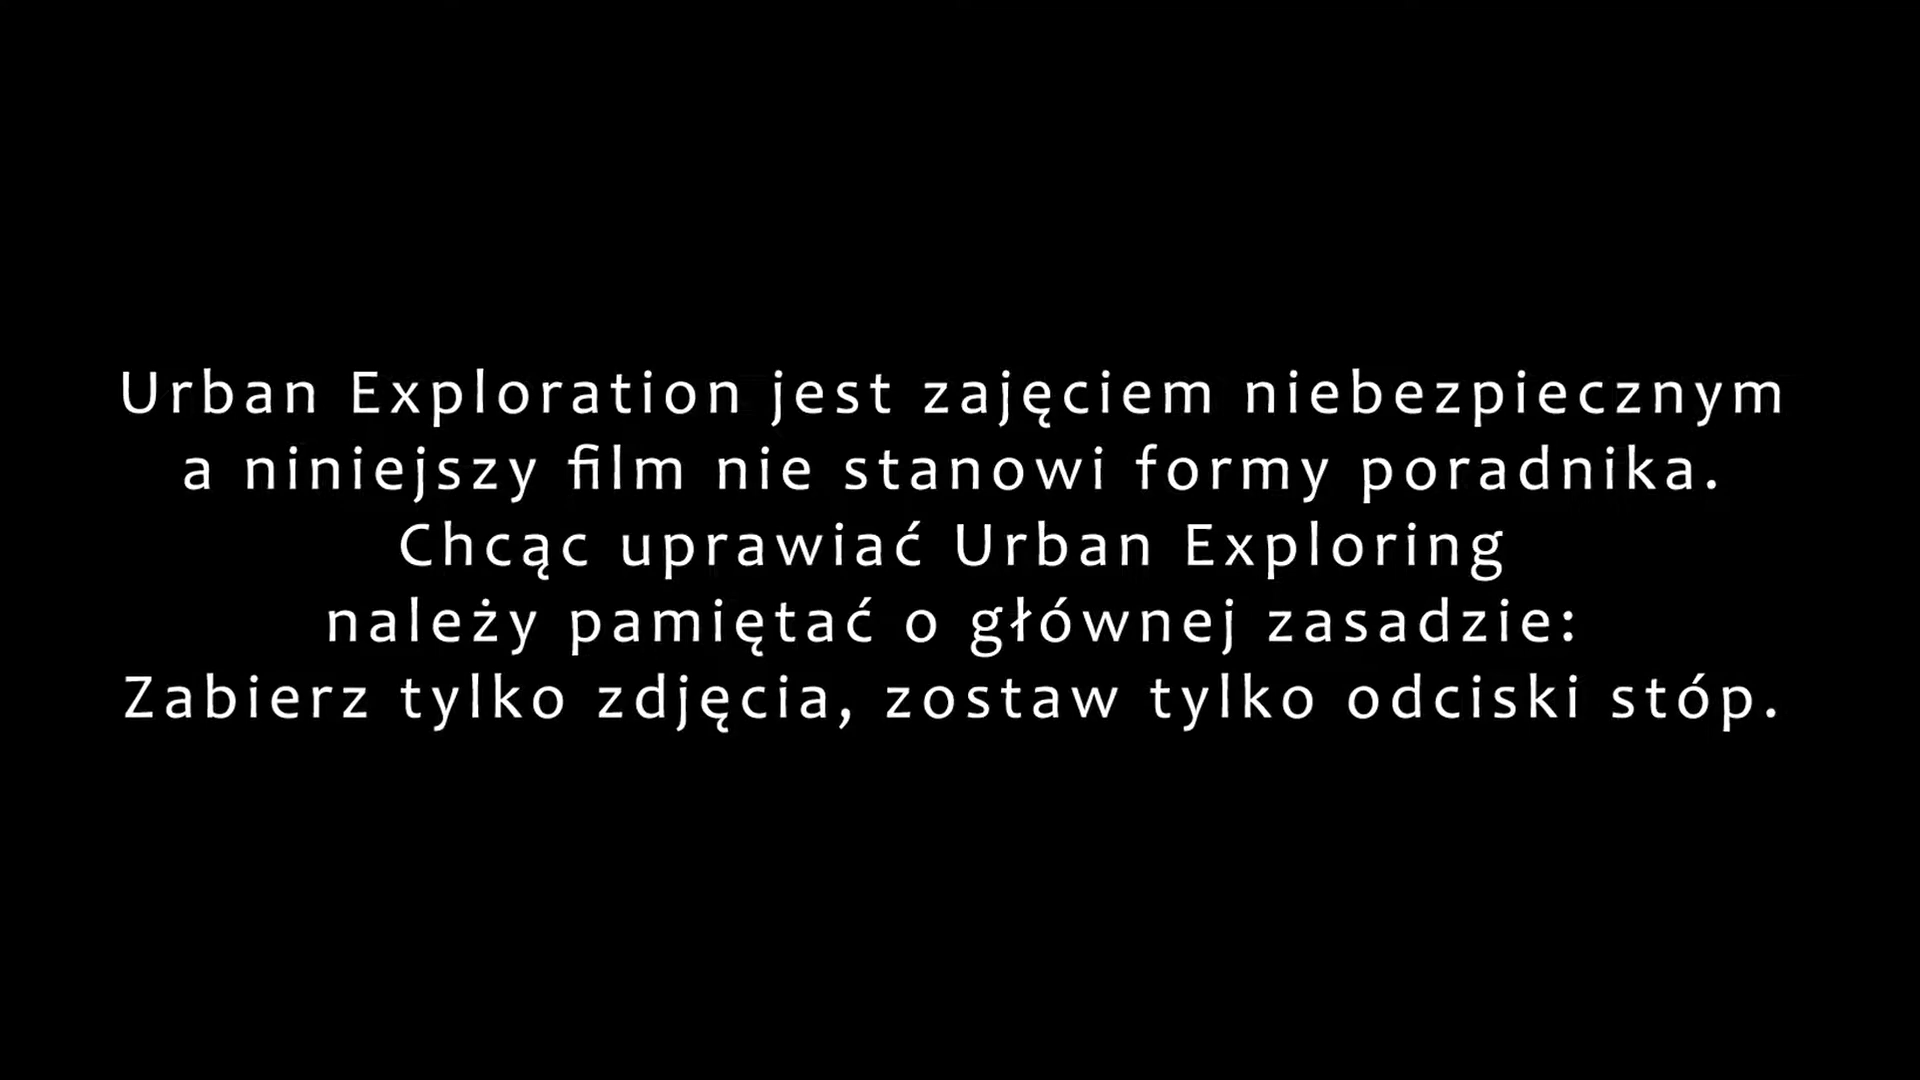 Urban Exploration jest zajęciem niebezpiecznym
a niniejszy film nie stanowi formy poradnika.
Chcąc uprawiać Urban Exploring
należy pamiętać o głównej zasadzie:
Zabierz tylko zdjęcia, zostaw tylko odciski stóp.